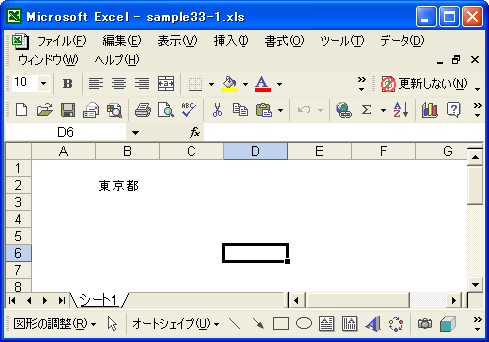 Microsoft Excel - sample33-1.xls
ファイル(F) 編集(E) 表示(V) 挿入(I) 書式(O) ツール(T) データ(D)
ウィンドウ(W) ヘルプ(H)
10 B A 更新しない(N)
ABC Σ A Z ?
D6 fx
A B C D E F G
1
2 東京都
3
4
5
6
7
8
シート1
図形の調整(R) オートシェイプ(U) A